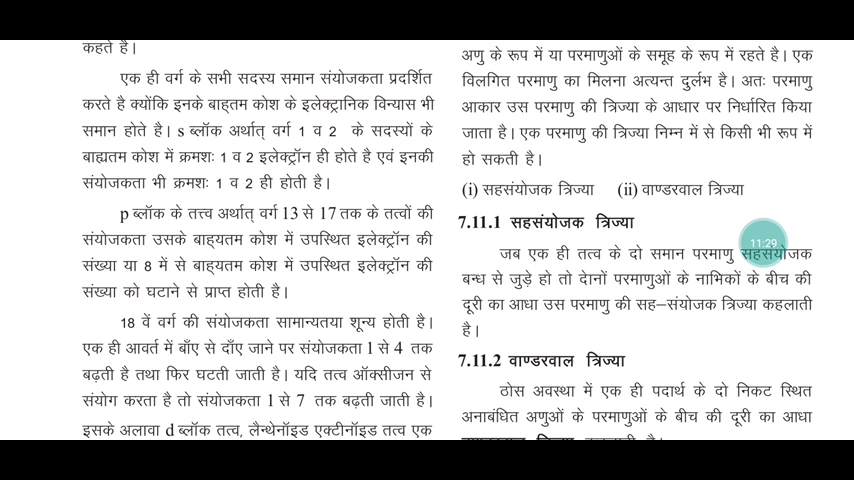 कहते है।
एक ही वर्ग के सभी सदस्य समान संयोजकता प्रदर्शित
करते है क्योंकि इनके बाह्तम कोश के इलेक्ट्रानिक विन्यास भी
समान होते है। s ब्लॉक अर्थात् वर्ग 1 व 2 के सदस्यों के
बाह्यतम कोश में क्रमशः 1 व 2 इलेक्ट्रॉन ही होते है एवं इनकी
संयोजकता भी क्रमशः 1 व 2 ही होती है।
p ब्लॉक के तत्त्व अर्थात् वर्ग 13 से 17 तक के तत्वों की
संयोजकता उसके बाह्यतम कोश में उपस्थित इलेक्ट्रॉन की
संख्या या 8 में से बाह्यतम कोश में उपस्थित इलेक्ट्रॉन की
संख्या को घटाने से प्राप्त होती है।
18 वें वर्ग की संयोजकता सामान्यतया शून्य होती है।
एक ही आवर्त में बाँए से दाँए जाने पर संयोजकता 1 से 4 तक
बढ़ती है तथा फिर घटती जाती है। यदि तत्व ऑक्सीजन से
संयोग करता है तो संयोजकता 1 से 7 तक बढ़ती जाती है।
इसके अलावा d ब्लॉक तत्व, लैन्थेनॉइड एक्टीनॉइड तत्व एक
अणु के रूप में या परमाणुओं के समूह के रूप में रहते है। एक
विलगित परमाणु का मिलना अत्यन्त दुर्लभ है। अतः परमाणु
आकार उस परमाणु की त्रिज्या के आधार पर निर्धारित किया
जाता है। एक परमाणु की त्रिज्या निम्न में से किसी भी रूप में
हो सकती है।
(i) सहसंयोजक त्रिज्या (ii) वाण्डरवाल त्रिज्या
7.11.1 सहसंयोजक त्रिज्या
11:29
जब एक ही तत्व के दो समान परमाणु सहसंयोजक
बन्ध से जुड़े हो तो देानों परमाणुओं के नाभिकों के बीच की
दूरी का आधा उस परमाणु की सह–संयोजक त्रिज्या कहलाती
है।
7.11.2 वाण्डरवाल त्रिज्या
ठोस अवस्था में एक ही पदार्थ के दो निकट स्थित
अनाबंधित अणुओं के परमाणुओं के बीच की दूरी का आधा